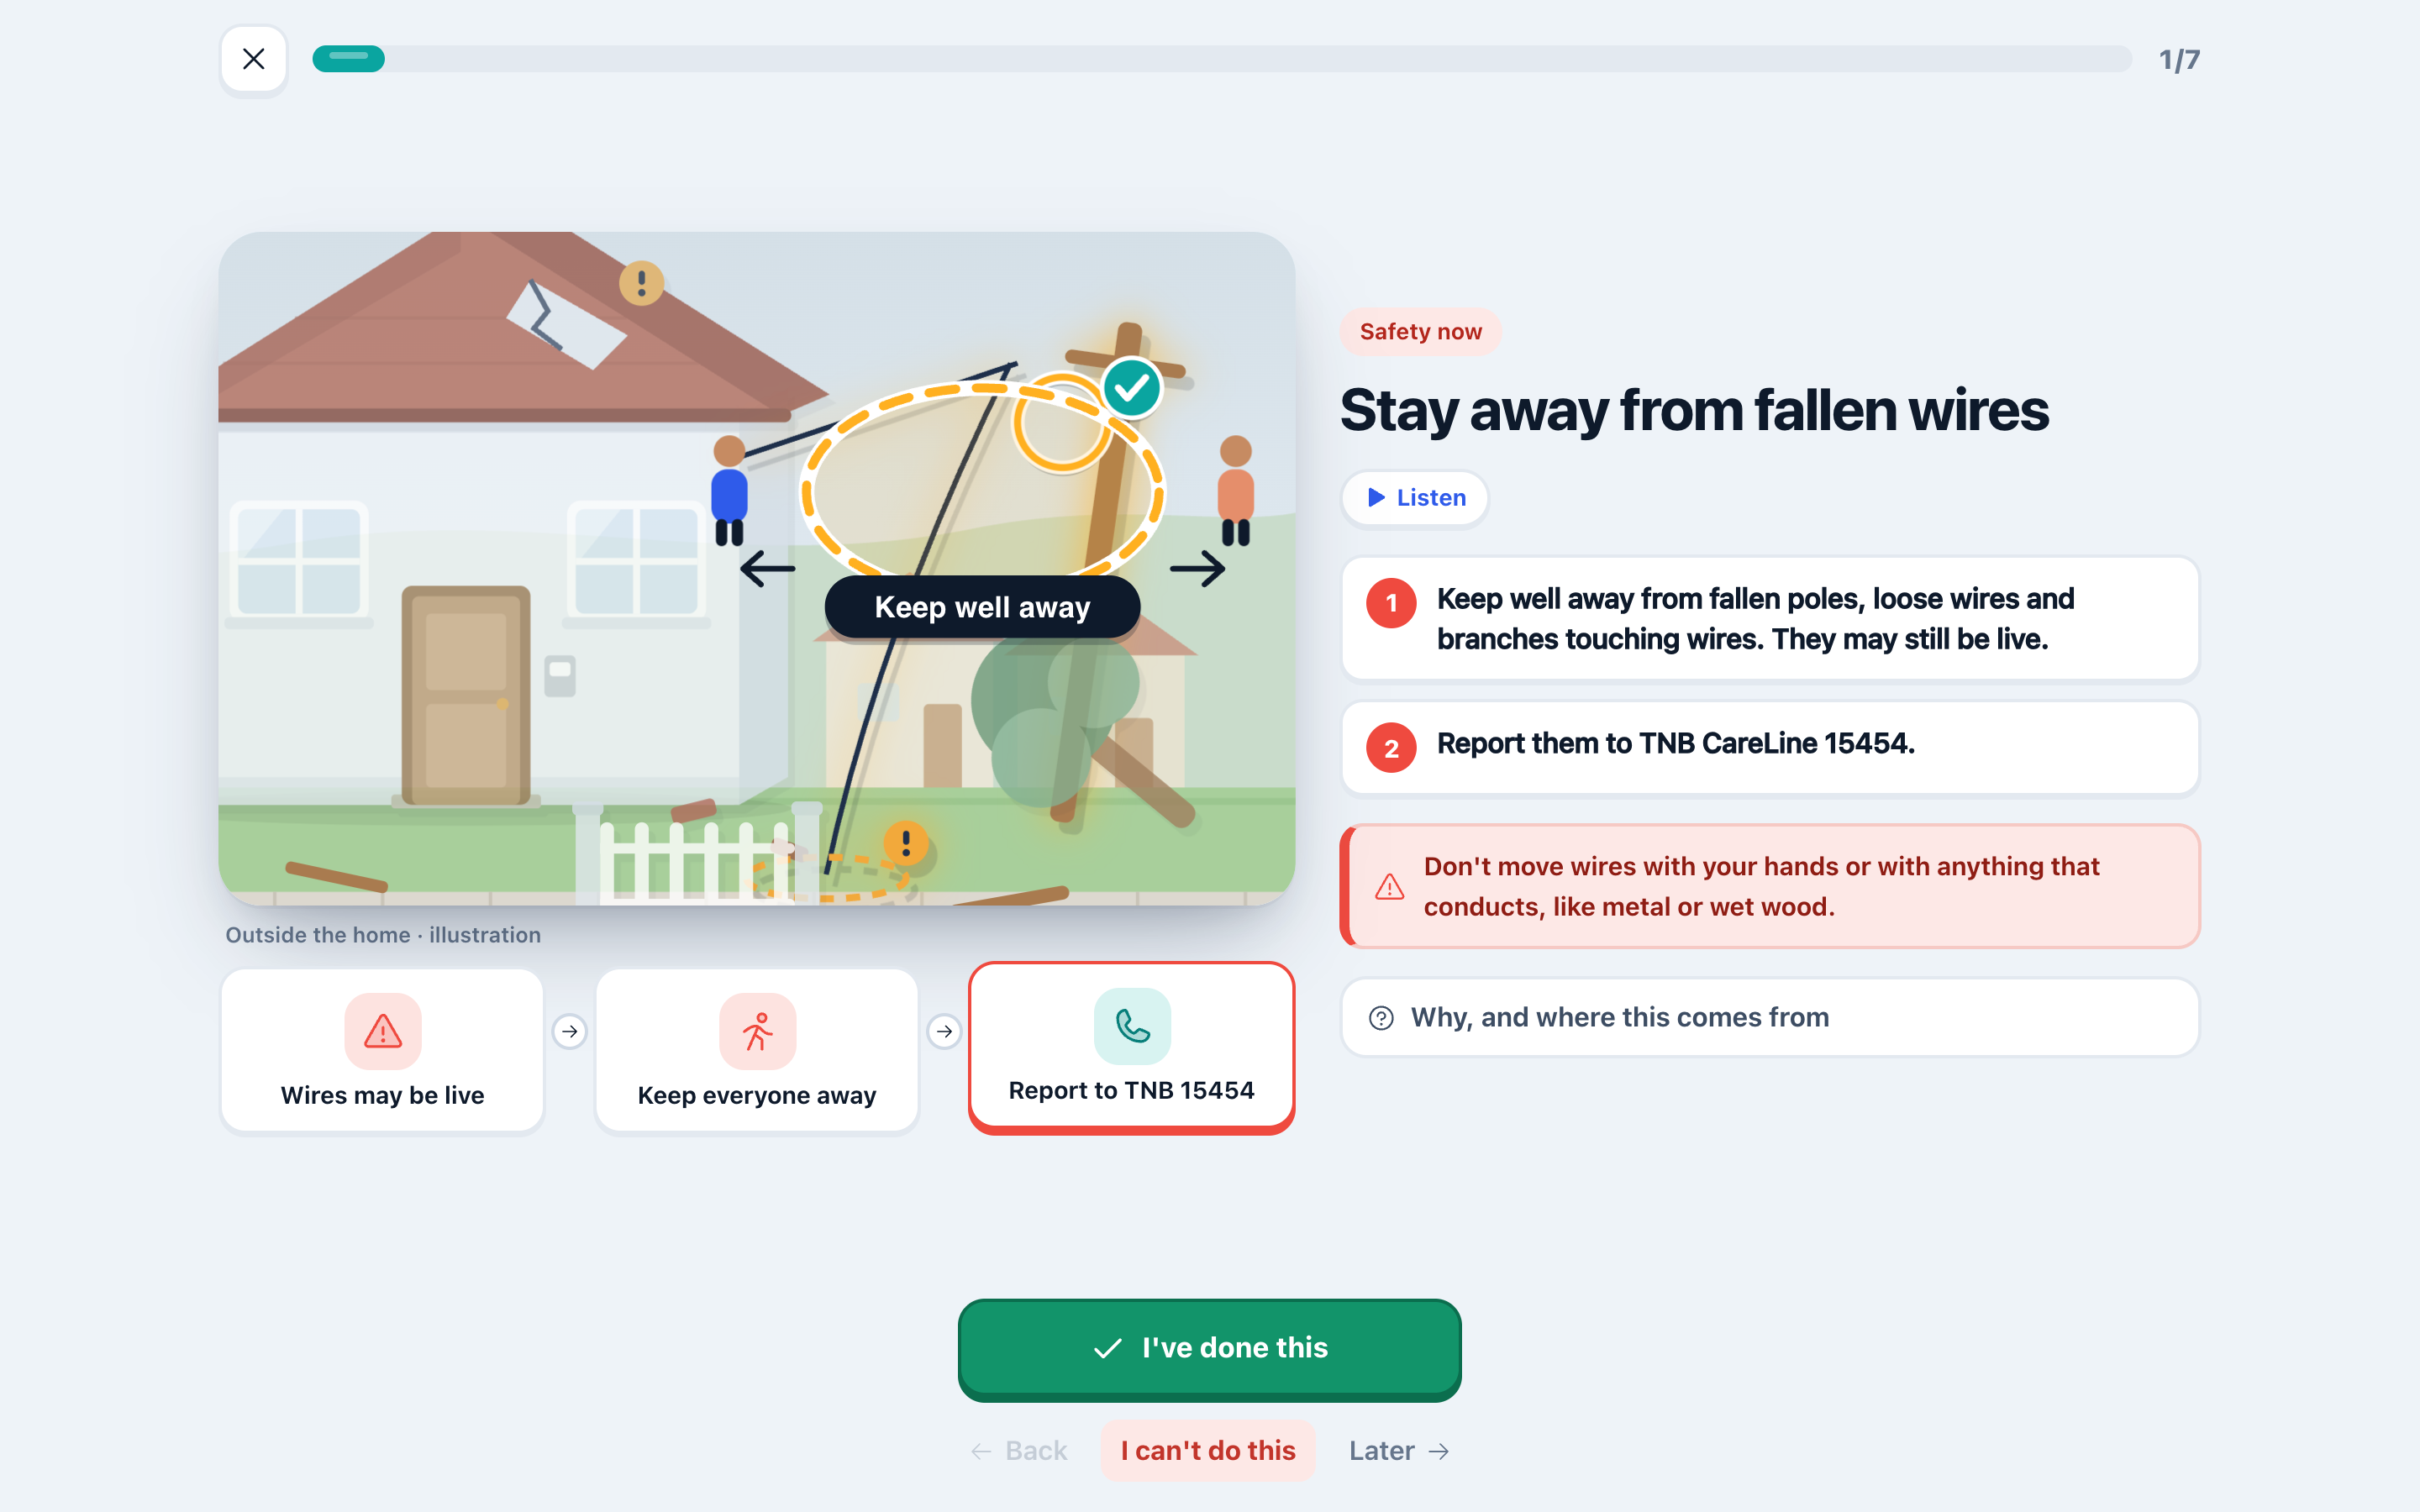 1/7
Keep well away
Outside the home · illustration
Wires may be live
Keep everyone away
Report to TNB 15454
Safety now
Stay away from fallen wires
Listen
1
Keep well away from fallen poles, loose wires and
branches touching wires. They may still be live.
2
Report them to TNB CareLine 15454.
Don't move wires with your hands or with anything that
conducts, like metal or wet wood.
Why, and where this comes from
I've done this
Back
I can't do this
Later